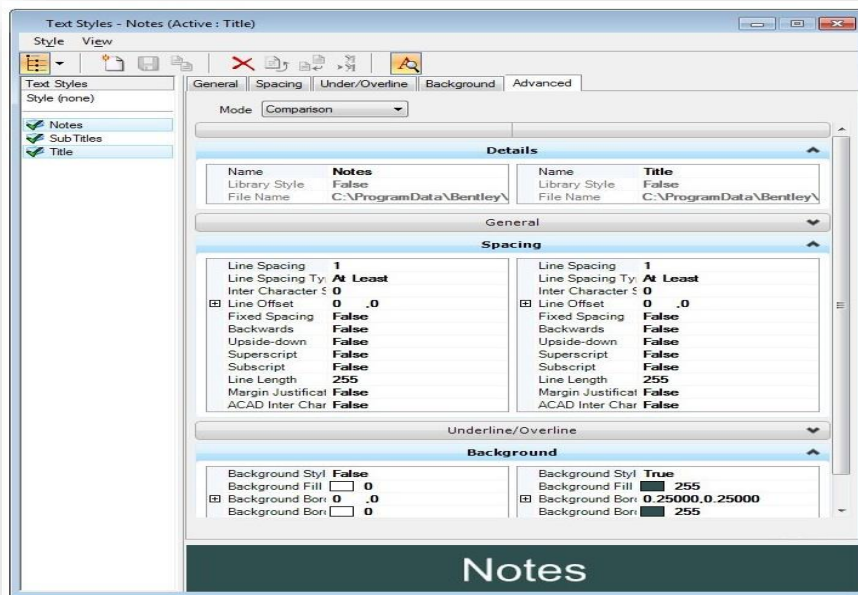 Text Styles - Notes (Active : Title)
Style View
Text Styles
Style (none)
Notes
SubTitles
Title
General Spacing Under/Overline Background Advanced
Mode Comparison
Details
Name Notes Name Title
Library Style False Library Style False
File Name C:\ProgramData\Bentley\ File Name C:\ProgramData\Bentley\
General
Spacing
Line Spacing 1 Line Spacing 1
Line Spacing Ty At Least Line Spacing Ty At Least
Inter Character S 0 Inter Character S 0
Line Offset 0 .0 Line Offset 0 .0
Fixed Spacing False Fixed Spacing False
Backwards False Backwards False
Upside-down False Upside-down False
Superscript False Superscript False
Subscript False Subscript False
Line Length 255 Line Length 255
Margin Justificat False Margin Justificat False
ACAD Inter Char False ACAD Inter Char False
Underline/Overline
Background
Background Styl False Background Styl True
Background Fill 0 Background Fill 255
Background Bor 0 .0 Background Bor 0.25000,0.25000
Background Bor 0 Background Bor 255
Notes